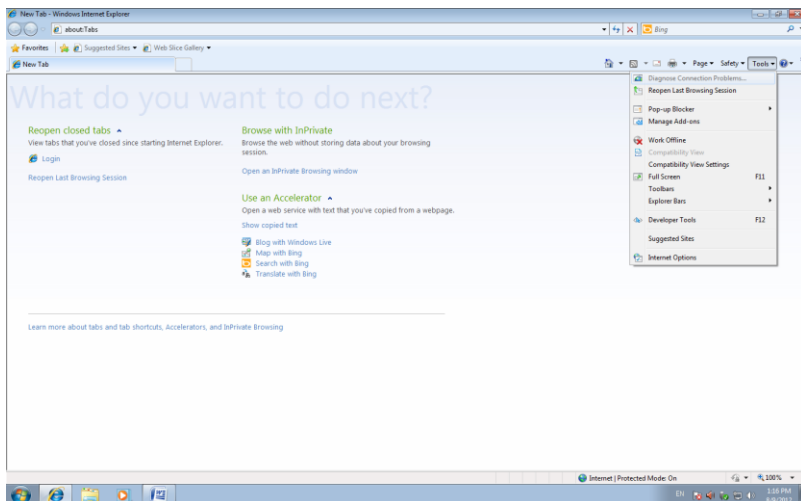 New Tab - Windows Internet Explorer
about:Tabs
Bing
Favorites
Suggested Sites
Web Slice Gallery
New Tab
Page
Safety
Tools
What do you want to do next?
Reopen closed tabs
View tabs that you've closed since starting Internet Explorer.
Login
Reopen Last Browsing Session
Browse with InPrivate
Browse the web without storing data about your browsing
session.
Open an InPrivate Browsing window
Use an Accelerator
Open a web service with text that you've copied from a webpage.
Show copied text
Blog with Windows Live
Map with Bing
Search with Bing
Translate with Bing
Learn more about tabs and tab shortcuts, Accelerators, and InPrivate Browsing
Diagnose Connection Problems...
Reopen Last Browsing Session
Pop-up Blocker
Manage Add-ons
Work Offline
Compatibility View
Compatibility View Settings
Full Screen F11
Toolbars
Explorer Bars
Developer Tools F12
Suggested Sites
Internet Options
Internet | Protected Mode: On
100%
EN
1:16 PM